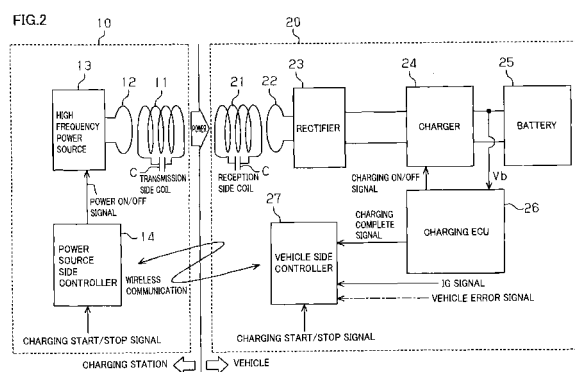 FIG.2
10
20
13
12
11
21
22
23
24
25
HIGH
FREQUENCY
POWER
SOURCE
POWER
RECTIFIER
CHARGER
BATTERY
C
C
TRANSMISSION
SIDE COIL
RECEPTION
SIDE COIL
CHARGING ON/OFF
SIGNAL
Vb
POWER ON/OFF
SIGNAL
14
27
26
CHARGING
COMPLETE
SIGNAL
CHARGING ECU
POWER
SOURCE
SIDE
CONTROLLER
WIRELESS
COMMUNICATION
VEHICLE SIDE
CONTROLLER
IG SIGNAL
VEHICLE ERROR SIGNAL
CHARGING START/STOP SIGNAL
CHARGING START/STOP SIGNAL
CHARGING STATION
VEHICLE